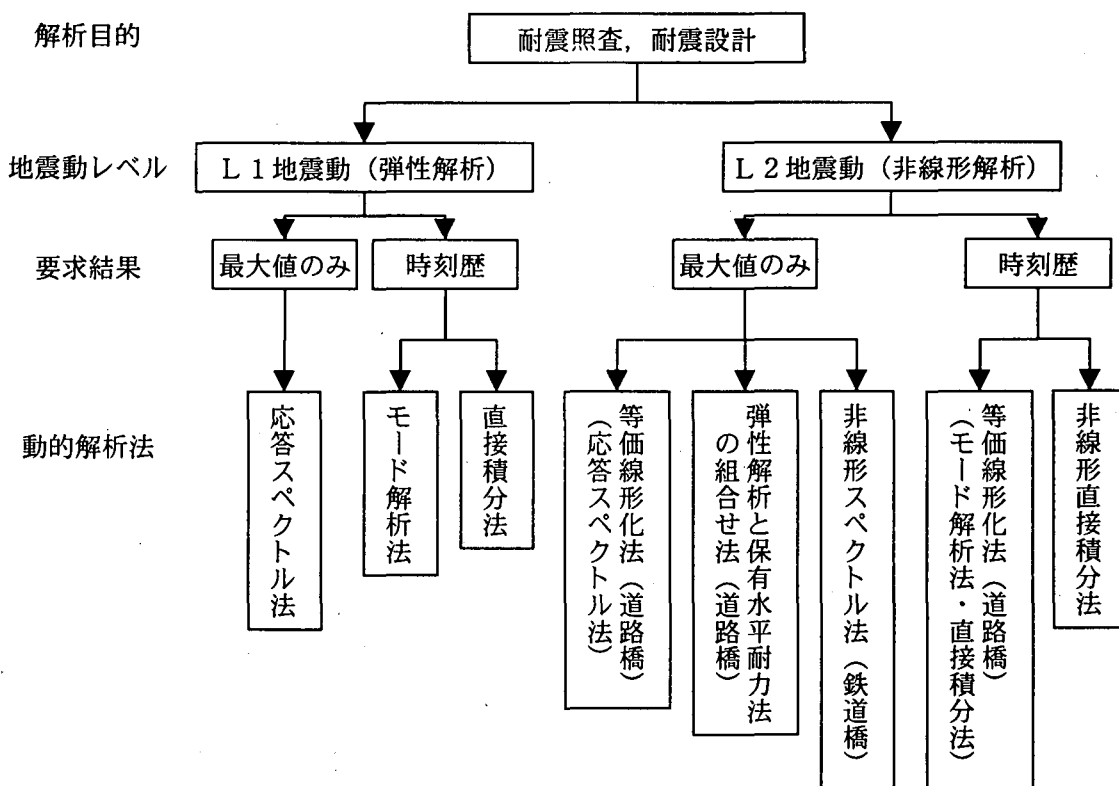 解析目的
耐震照査,耐震設計
地震動レベル
L1地震動(弾性解析)
L2地震動(非線形解析)
要求結果
最大値のみ
時刻歴
最大値のみ
時刻歴
動的解析法
応答スペクトル法
モード解析法
直接積分法
等価線形化法(道路橋)
(応答スペクトル法)
弾性解析と保有水平耐力法
の組合せ法(道路橋)
非線形スペクトル法(鉄道橋)
等価線形化法(道路橋)
(モード解析法・直接積分法)
非線形直接積分法